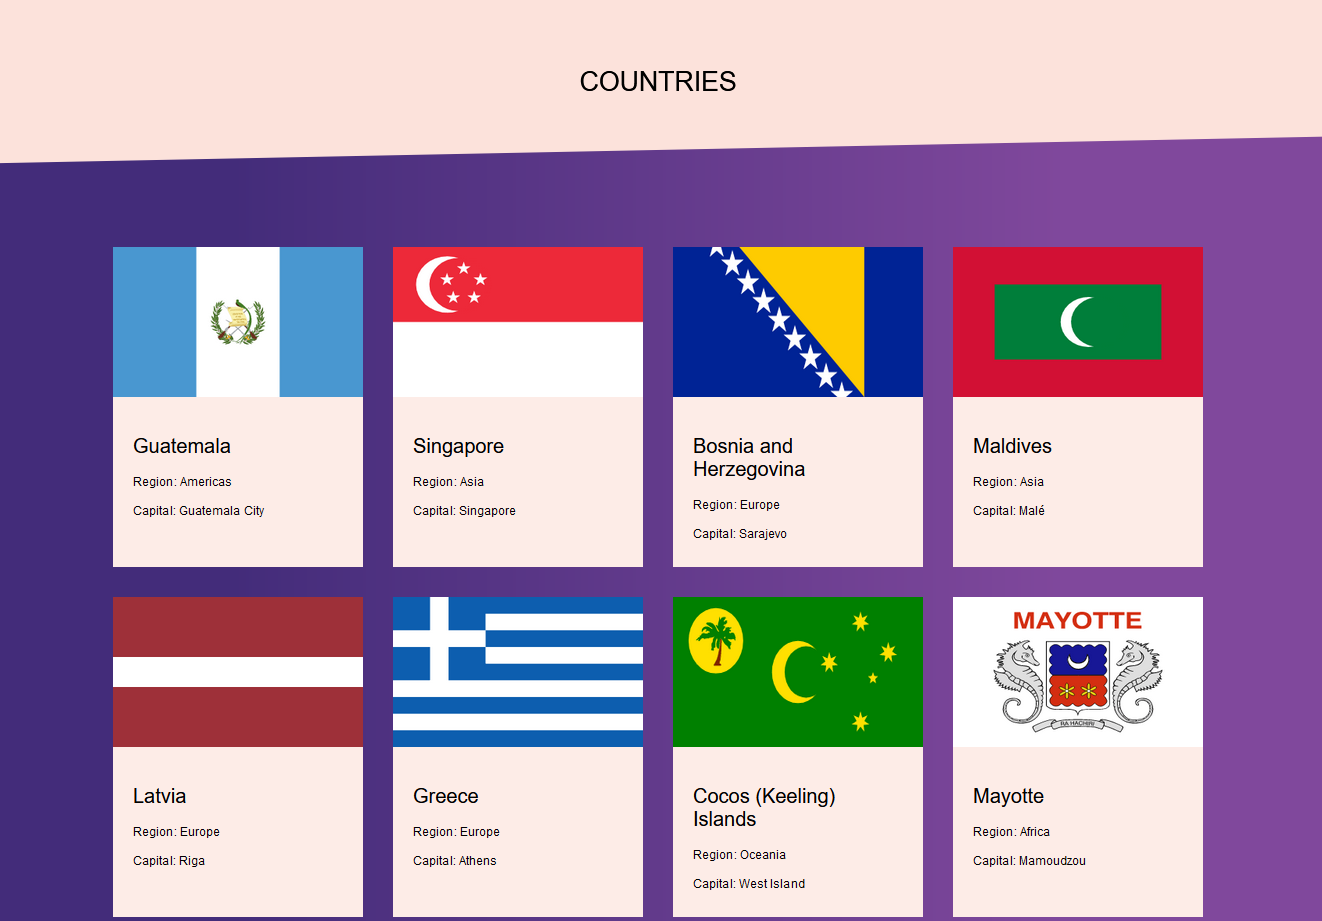 COUNTRIES
Guatemala
Region: Americas
Capital: Guatemala City
Singapore
Region: Asia
Capital: Singapore
Bosnia and
Herzegovina
Region: Europe
Capital: Sarajevo
Maldives
Region: Asia
Capital: Malé
MAYOTTE
RA HACHIRI
Latvia
Region: Europe
Capital: Riga
Greece
Region: Europe
Capital: Athens
Cocos (Keeling)
Islands
Region: Oceania
Capital: West Island
Mayotte
Region: Africa
Capital: Mamoudzou